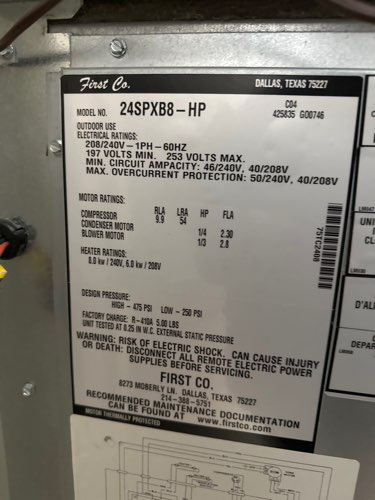 First Co. DALLAS, TEXAS 75227
MODEL NO. 24SPXB8-HP C04
425835 G00746
OUTDOOR USE
ELECTRICAL RATINGS:
208/240V-1PH-60HZ
197 VOLTS MIN. 253 VOLTS MAX.
MIN. CIRCUIT AMPACITY: 46/240V, 40/208V
MAX. OVERCURRENT PROTECTION: 50/240V, 40/208V
MOTOR RATINGS:
RLA LRA HP FLA
COMPRESSOR 9.9 54
CONDENSER MOTOR 1/4 2.30
BLOWER MOTOR 1/3 2.8
HEATER RATINGS:
8.0 kw / 240V, 6.0 kw / 208V
751C2408
DESIGN PRESSURE:
HIGH - 475 PSI LOW - 250 PSI
FACTORY CHARGE: R-410A 5.00 LBS
UNIT TESTED AT 0.25 IN W.C. EXTERNAL STATIC PRESSURE
WARNING: RISK OF ELECTRIC SHOCK. CAN CAUSE INJURY
OR DEATH: DISCONNECT ALL REMOTE ELECTRIC POWER
SUPPLIES BEFORE SERVICING.
FIRST CO.
8273 MOBERLY LN. DALLAS, TEXAS 75227
214-388-5751
RECOMMENDED MAINTENANCE DOCUMENTATION
CAN BE FOUND AT www.firstco.com
MOTOR THERMALLY PROTECTED